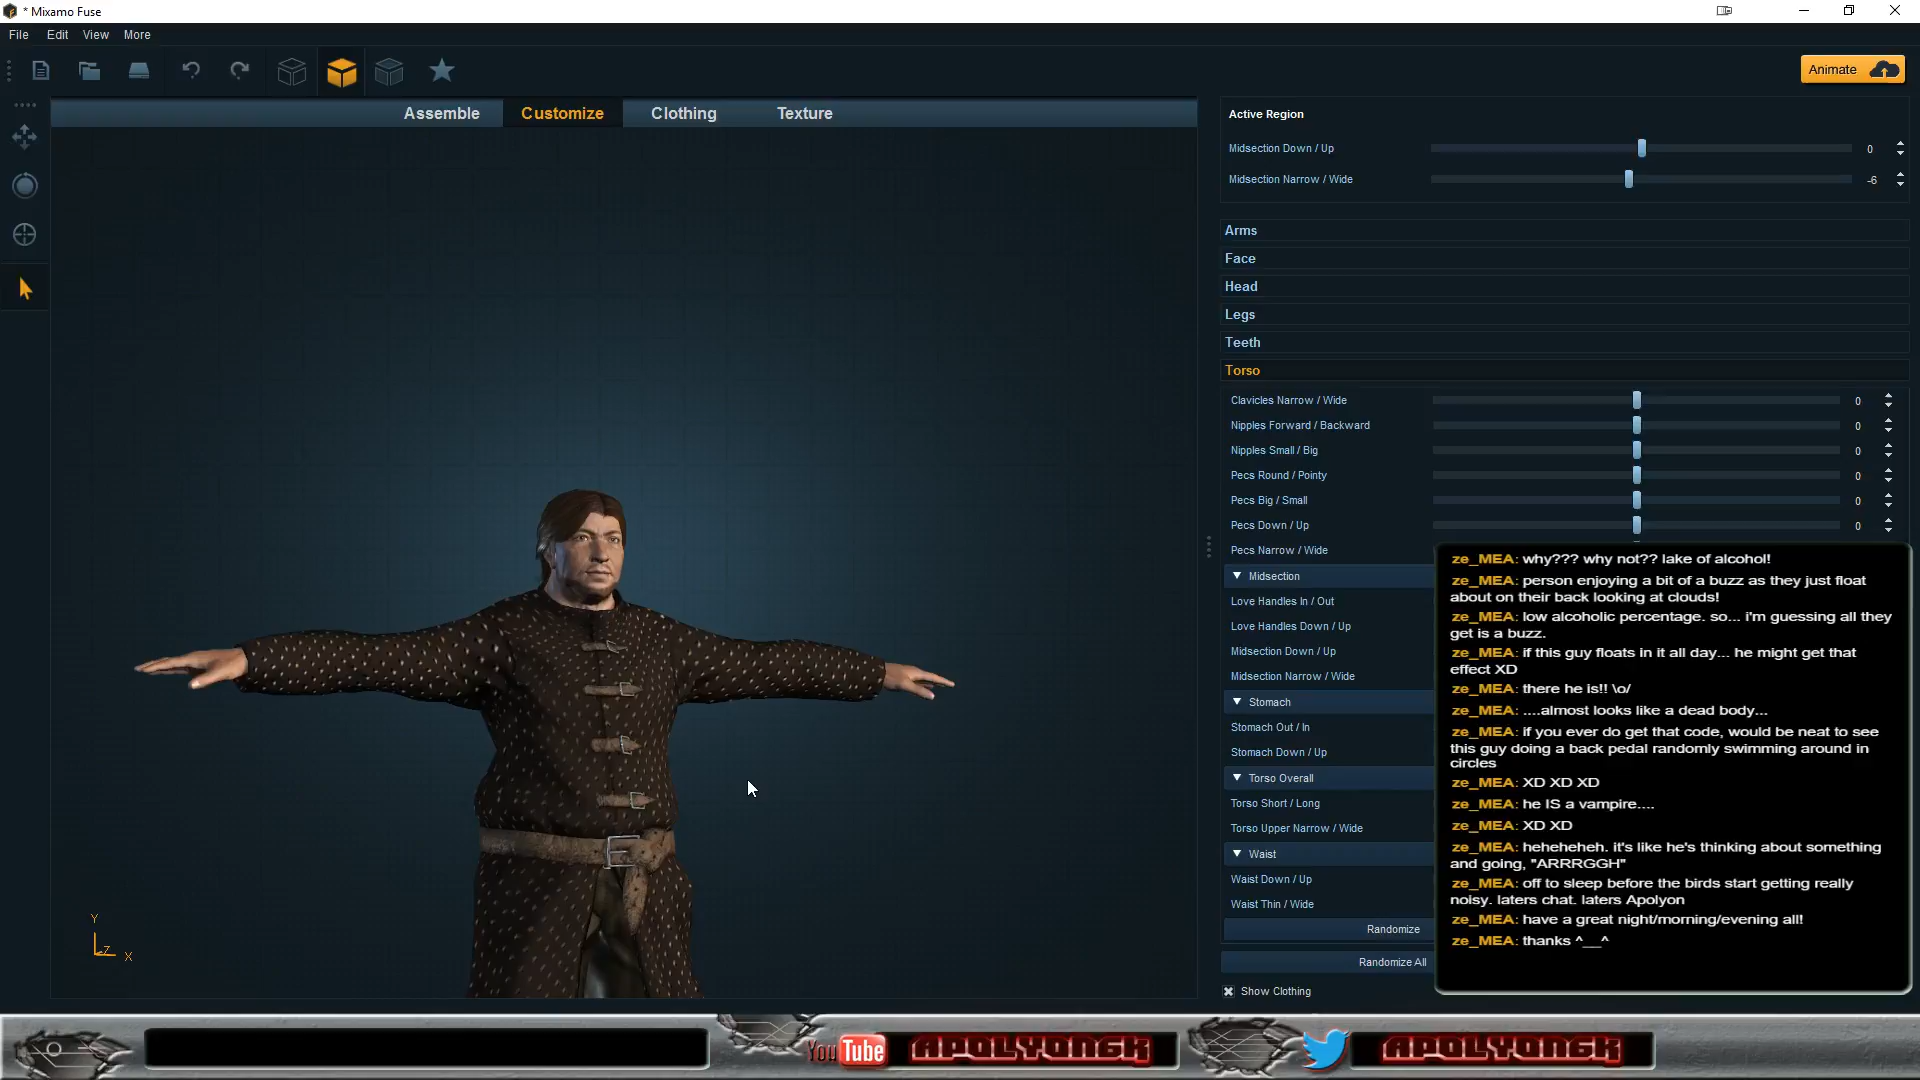 * Mixamo Fuse
File Edit View More
Animate
Assemble Customize Clothing Texture
Active Region
Midsection Down / Up 0
Midsection Narrow / Wide -6
Arms
Face
Head
Legs
Teeth
Torso
Clavicles Narrow / Wide 0
Nipples Forward / Backward 0
Nipples Small / Big 0
Pecs Round / Pointy 0
Pecs Big / Small 0
Pecs Down / Up 0
Pecs Narrow / Wide
Midsection
Love Handles In / Out
Love Handles Down / Up
Midsection Down / Up
Midsection Narrow / Wide
Stomach
Stomach Out / In
Stomach Down / Up
Torso Overall
Torso Short / Long
Torso Upper Narrow / Wide
Waist
Waist Down / Up
Waist Thin / Wide
Randomize
Randomize All
Show Clothing
ze_MEA: why??? why not?? lake of alcohol!
ze_MEA: person enjoying a bit of a buzz as they just float
about on their back looking at clouds!
ze_MEA: low alcoholic percentage. so... i'm guessing all they
get is a buzz.
ze_MEA: if this guy floats in it all day... he might get that
effect XD
ze_MEA: there he is!! \o/
ze_MEA: ....almost looks like a dead body...
ze_MEA: if you ever do get that code, would be neat to see
this guy doing a back pedal randomly swimming around in
circles
ze_MEA: XD XD XD
ze_MEA: he IS a vampire....
ze_MEA: XD XD
ze_MEA: heheheheh. it's like he's thinking about something
and going, "ARRRGGH"
ze_MEA: off to sleep before the birds start getting really
noisy. laters chat. laters Apolyon
ze_MEA: have a great night/morning/evening all!
ze_MEA: thanks ^__^
Y
Z X
YouTube APOLYON6K APOLYON6K